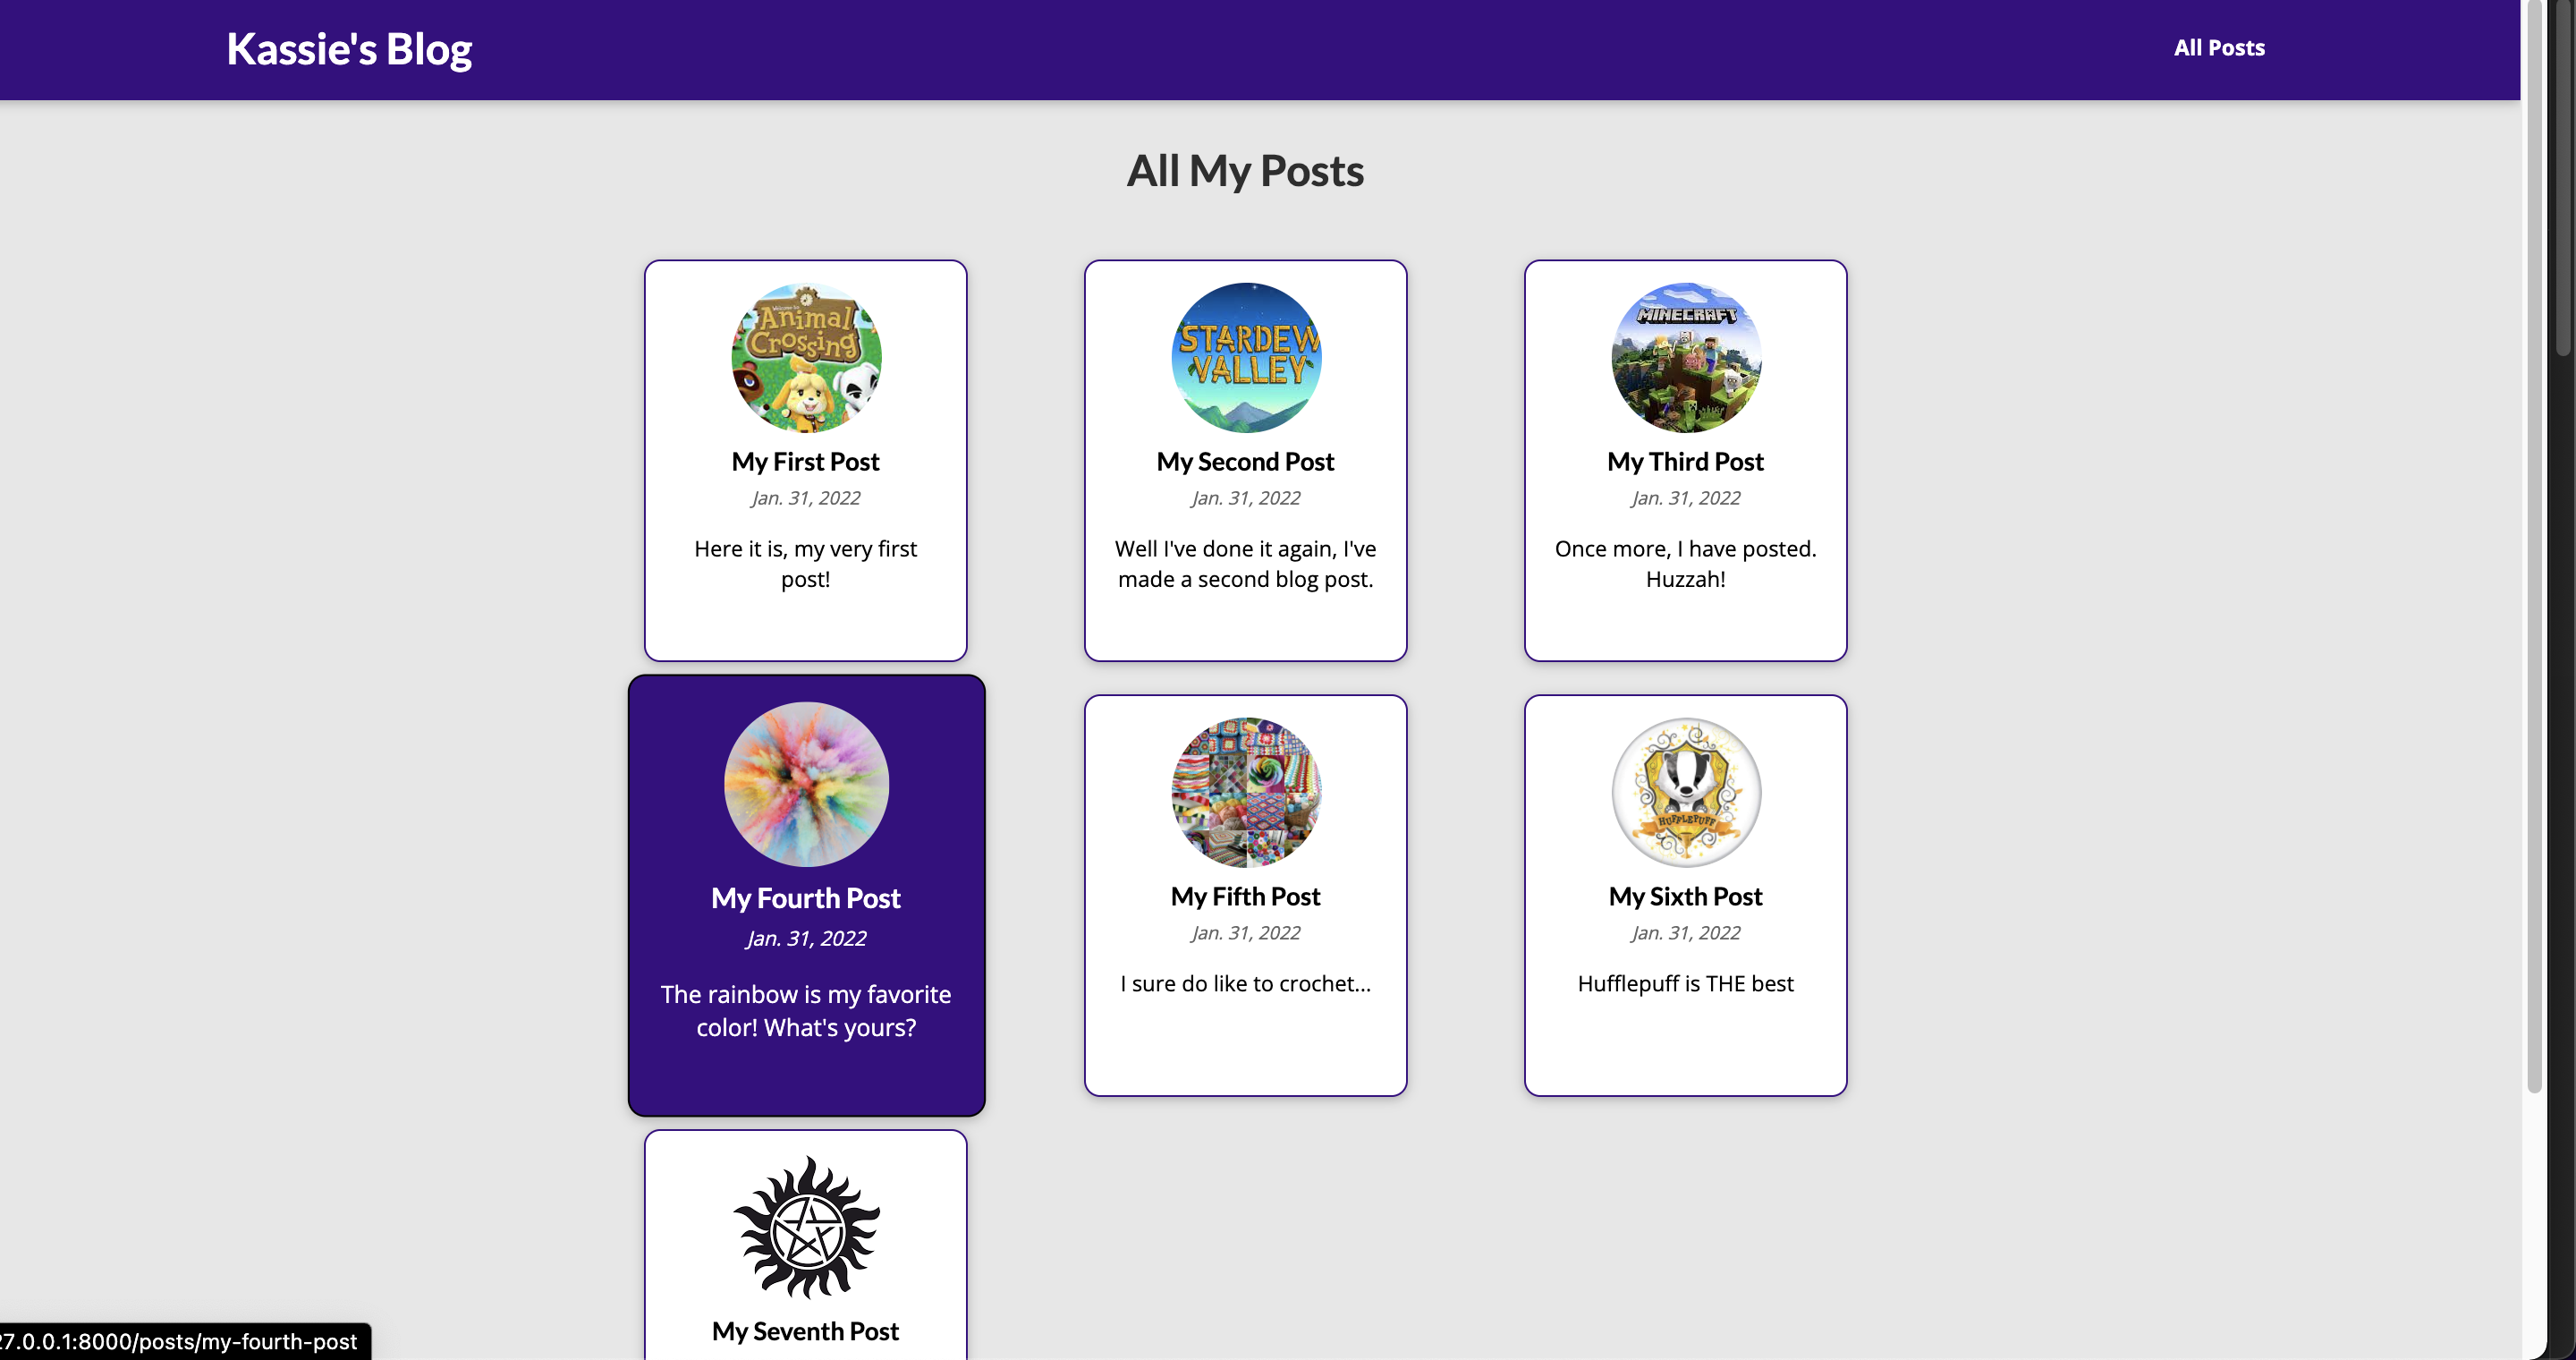 Kassie's Blog
All Posts
All My Posts
Welcome to
Animal
Crossing
My First Post
Jan. 31, 2022
Here it is, my very first
post!
STARDEW
VALLEY
My Second Post
Jan. 31, 2022
Well I've done it again, I've
made a second blog post.
MINECRAFT
My Third Post
Jan. 31, 2022
Once more, I have posted.
Huzzah!
My Fourth Post
Jan. 31, 2022
The rainbow is my favorite
color! What's yours?
My Fifth Post
Jan. 31, 2022
I sure do like to crochet...
HUFFLEPUFF
My Sixth Post
Jan. 31, 2022
Hufflepuff is THE best
My Seventh Post
27.0.0.1:8000/posts/my-fourth-post